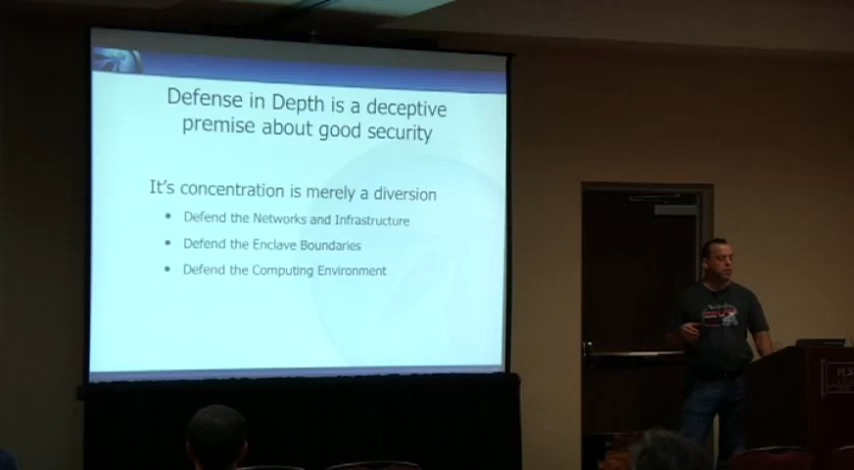 Defense in Depth is a deceptive
premise about good security
It's concentration is merely a diversion
• Defend the Networks and Infrastructure
• Defend the Enclave Boundaries
• Defend the Computing Environment